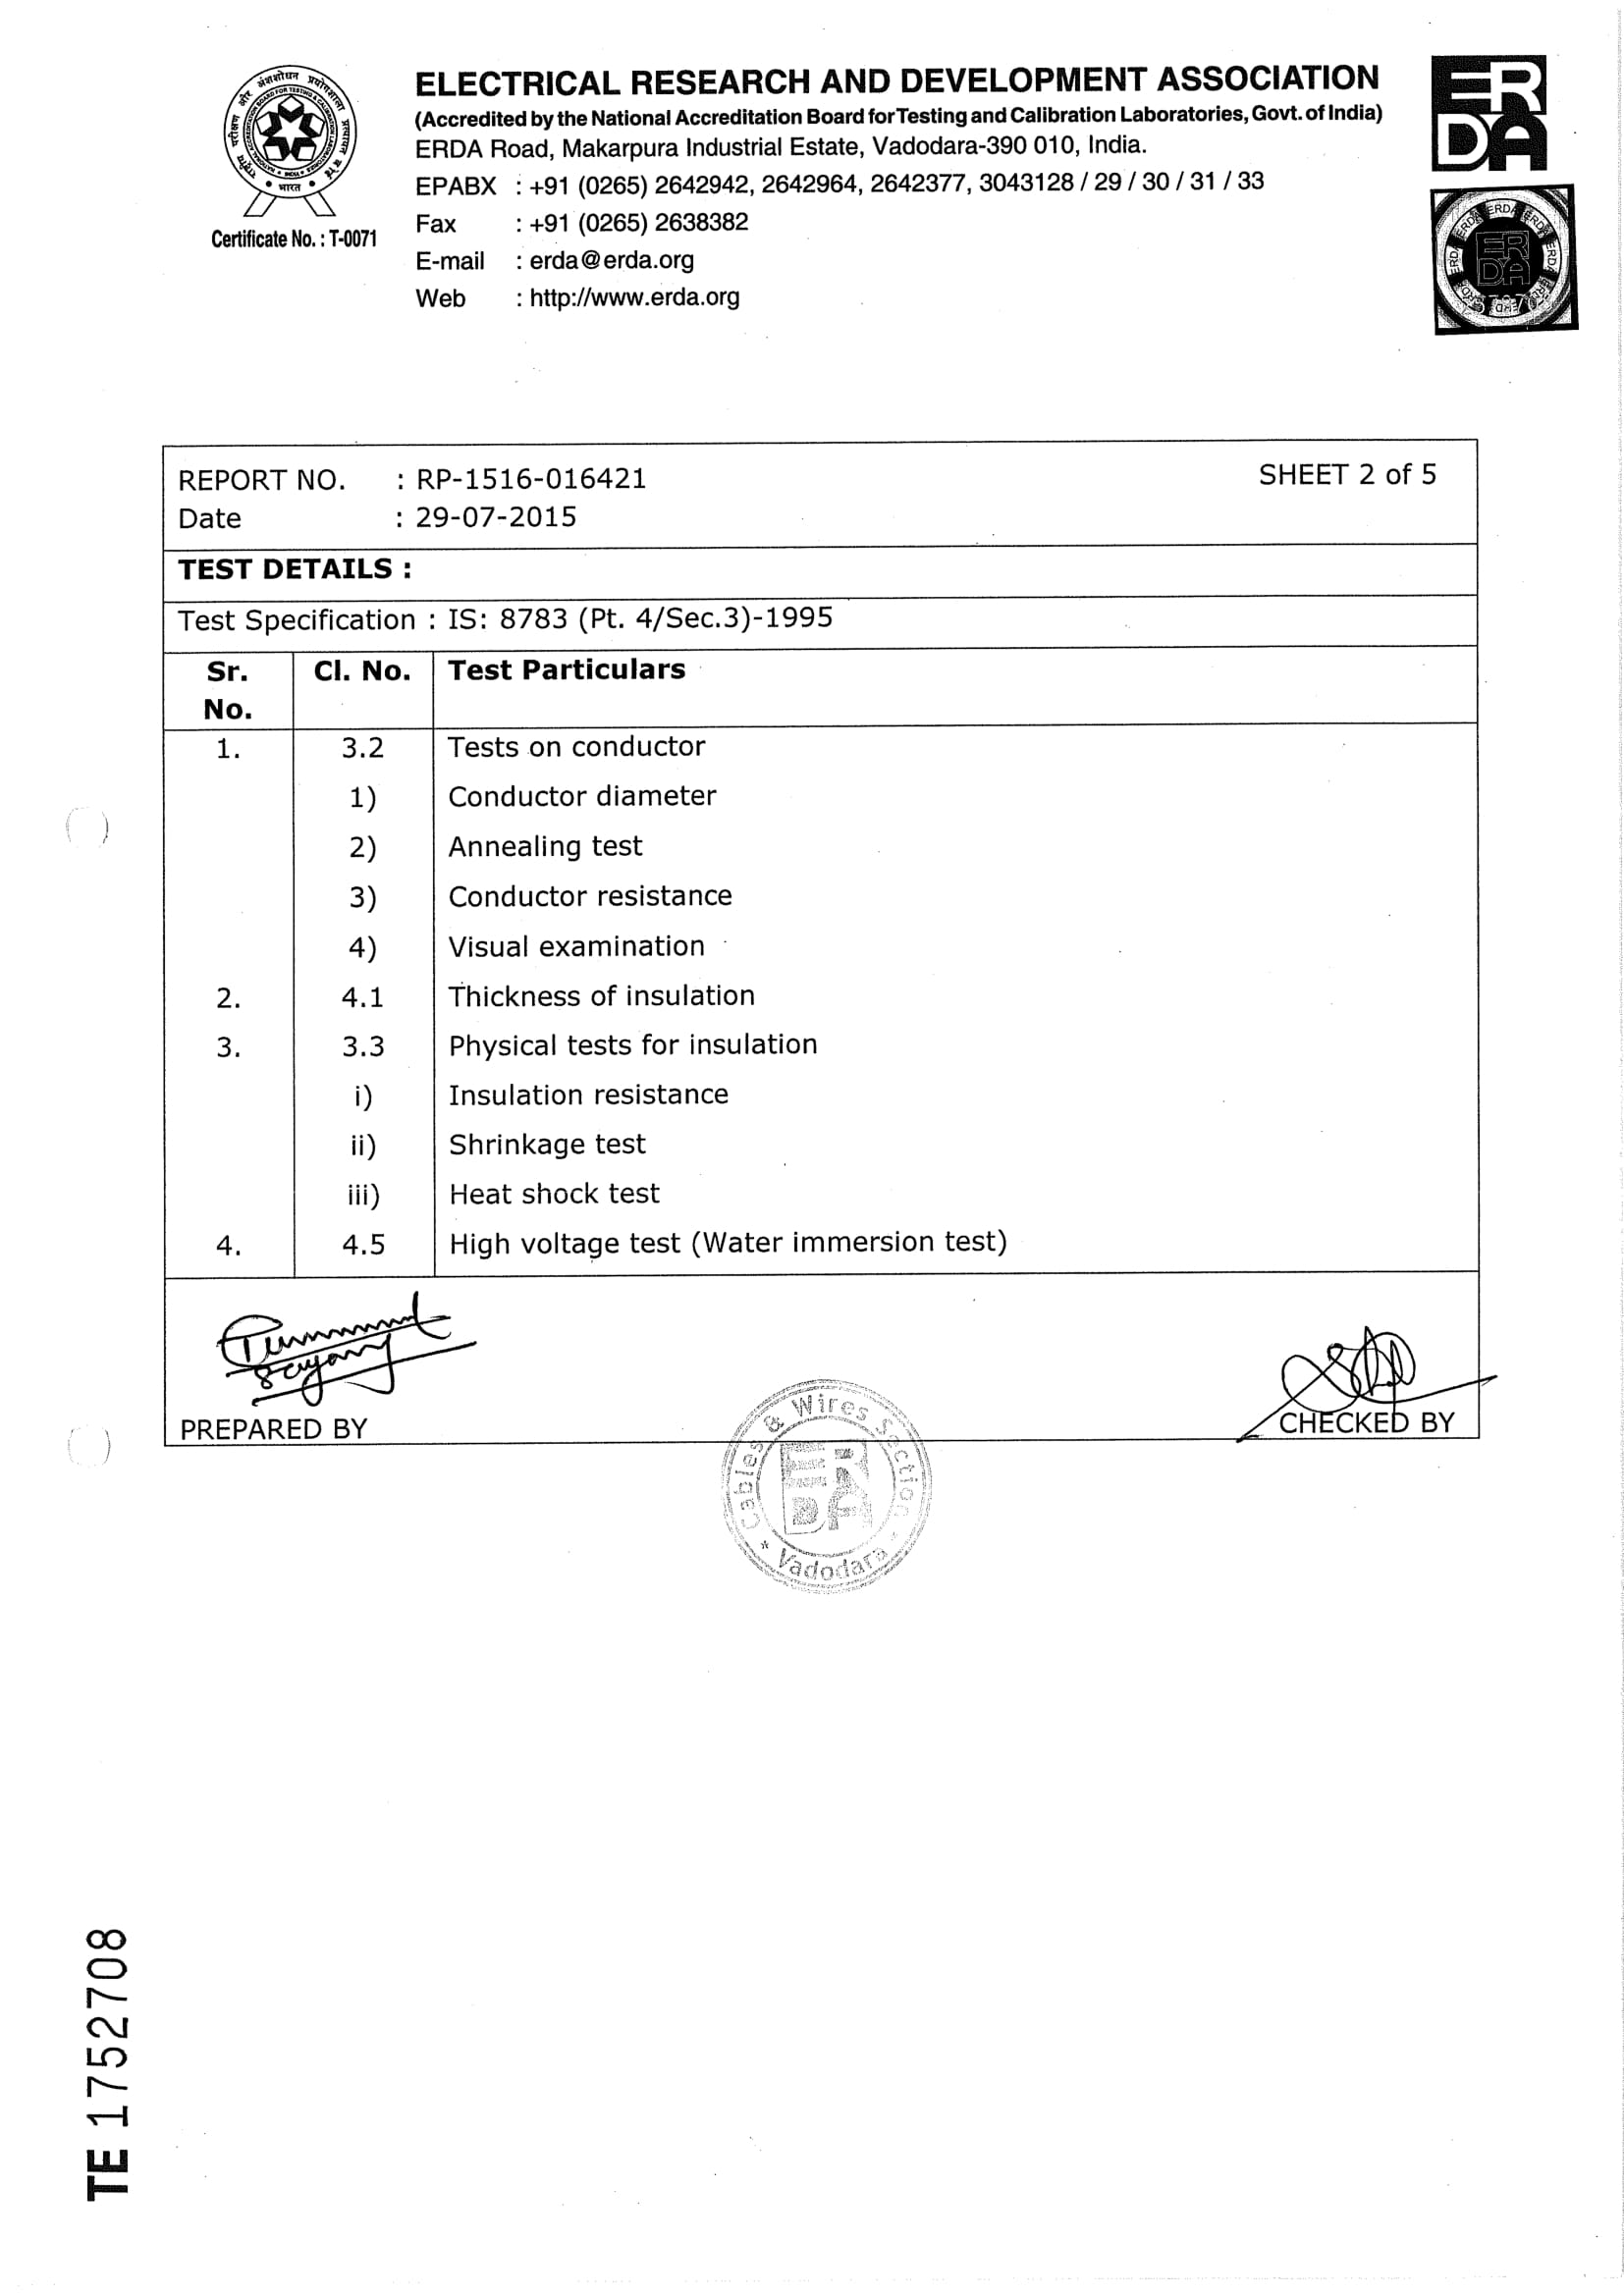 ELECTRICAL RESEARCH AND DEVELOPMENT ASSOCIATION
(Accredited by the National Accreditation Board for Testing and Calibration Laboratories, Govt. of India)
ERDA Road, Makarpura Industrial Estate, Vadodara-390 010, India.
EPABX : +91 (0265) 2642942, 2642964, 2642377, 3043128 / 29 / 30 / 31 / 33
Fax : +91 (0265) 2638382
E-mail : erda@erda.org
Web : http://www.erda.org
भारत
Certificate No. : T-0071
ERDA
REPORT NO. : RP-1516-016421 SHEET 2 of 5
Date : 29-07-2015
TEST DETAILS :
Test Specification : IS: 8783 (Pt. 4/Sec.3)-1995
Sr. No. Cl. No. Test Particulars
1. 3.2 Tests on conductor
1) Conductor diameter
2) Annealing test
3) Conductor resistance
4) Visual examination
2. 4.1 Thickness of insulation
3. 3.3 Physical tests for insulation
i) Insulation resistance
ii) Shrinkage test
iii) Heat shock test
4. 4.5 High voltage test (Water immersion test)
PREPARED BY CHECKED BY
Cables & Wires Section
ERDA
* Vadodara *
TE 1752708